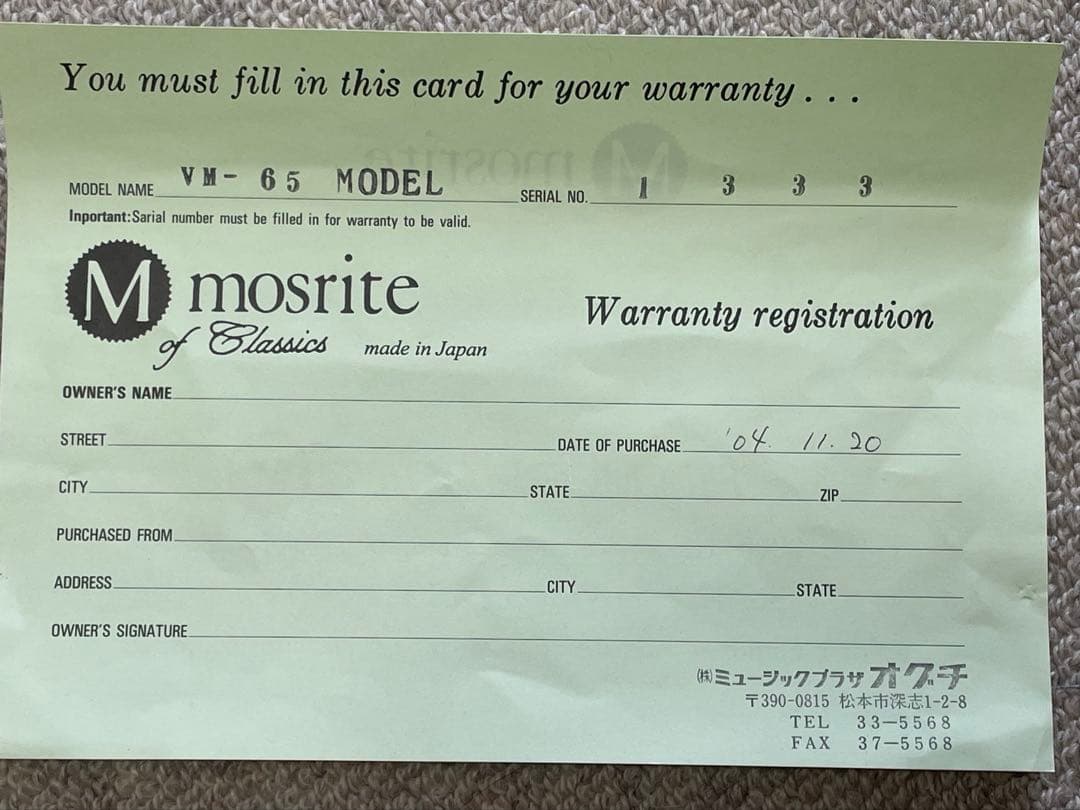 You must fill in this card for your warranty . . .
MODEL NAME VM- 65 MODEL SERIAL NO. 1 3 3 3
Inportant:Sarial number must be filled in for warranty to be valid.
M mosrite
of Classics made in Japan
Warranty registration
OWNER'S NAME
STREET DATE OF PURCHASE '04. 11. 20
CITY STATE ZIP
PURCHASED FROM
ADDRESS CITY STATE
OWNER'S SIGNATURE
㈱ミュージックプラザオグチ
〒390-0815 松本市深志1-2-8
TEL 33-5568
FAX 37-5568